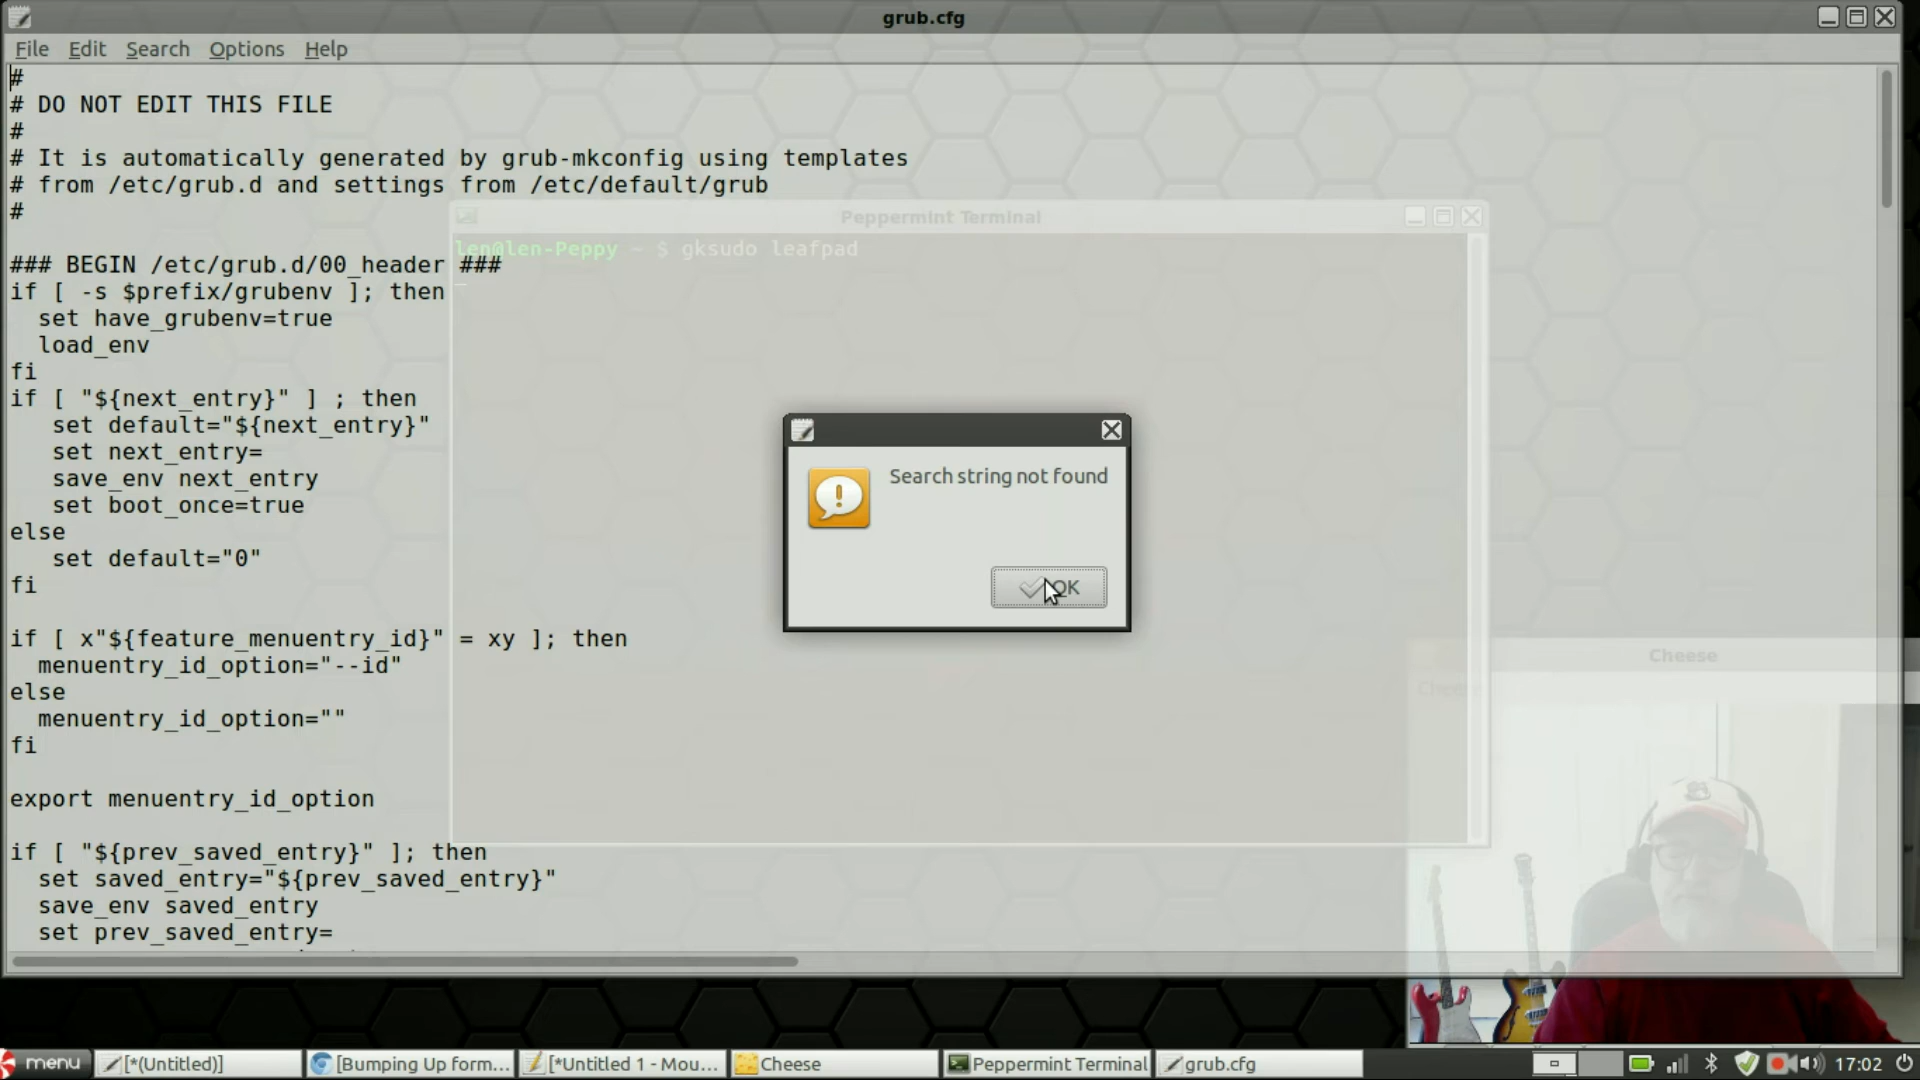 grub.cfg
File Edit Search Options Help
#
# DO NOT EDIT THIS FILE
#
# It is automatically generated by grub-mkconfig using templates
# from /etc/grub.d and settings from /etc/default/grub
#
### BEGIN /etc/grub.d/00_header ###
if [ -s $prefix/grubenv ]; then
set have_grubenv=true
load_env
fi
if [ "${next_entry}" ] ; then
set default="${next_entry}"
set next_entry=
save_env next_entry
set boot_once=true
else
set default="0"
fi
if [ x"${feature_menuentry_id}" = xy ]; then
menuentry_id_option="--id"
else
menuentry_id_option=""
fi
export menuentry_id_option
if [ "${prev_saved_entry}" ]; then
set saved_entry="${prev_saved_entry}"
save_env saved_entry
set prev_saved_entry=
Peppermint Terminal
len@len-Peppy ~ $ gksudo leafpad
Search string not found
OK
Cheese
Cheese
menu
[*(Untitled)]
[Bumping Up form...
[*Untitled 1 - Mou...
Cheese
Peppermint Terminal
grub.cfg
17:02